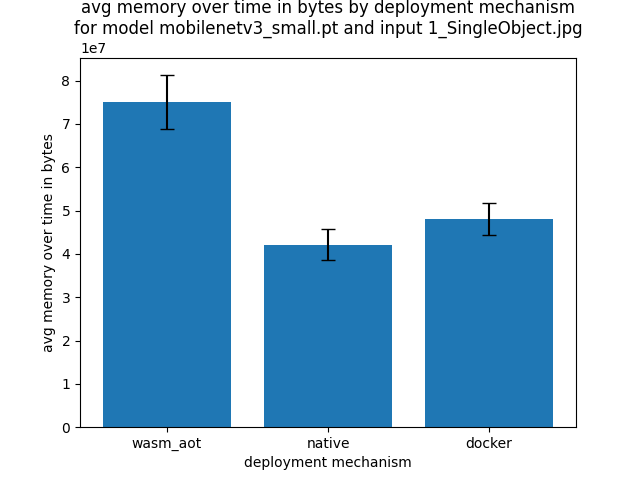 avg memory over time in bytes by deployment mechanism
for model mobilenetv3_small.pt and input 1_SingleObject.jpg
1e7
8
7
6
5
4
3
2
1
0
avg memory over time in bytes
wasm_aot native docker
deployment mechanism